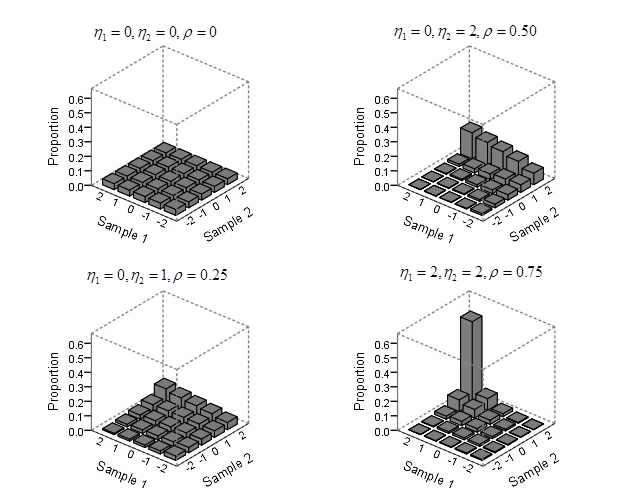 η₁ = 0, η₂ = 0, ρ = 0
Proportion
0.6
0.5
0.4
0.3
0.2
0.1
0.0
2 1 0 -1 -2
Sample 1
-2 -1 0 1 2
Sample 2
η₁ = 0, η₂ = 2, ρ = 0.50
Proportion
0.6
0.5
0.4
0.3
0.2
0.1
0.0
2 1 0 -1 -2
Sample 1
-2 -1 0 1 2
Sample 2
η₁ = 0, η₂ = 1, ρ = 0.25
Proportion
0.6
0.5
0.4
0.3
0.2
0.1
0.0
2 1 0 -1 -2
Sample 1
-2 -1 0 1 2
Sample 2
η₁ = 2, η₂ = 2, ρ = 0.75
Proportion
0.6
0.5
0.4
0.3
0.2
0.1
0.0
2 1 0 -1 -2
Sample 1
-2 -1 0 1 2
Sample 2